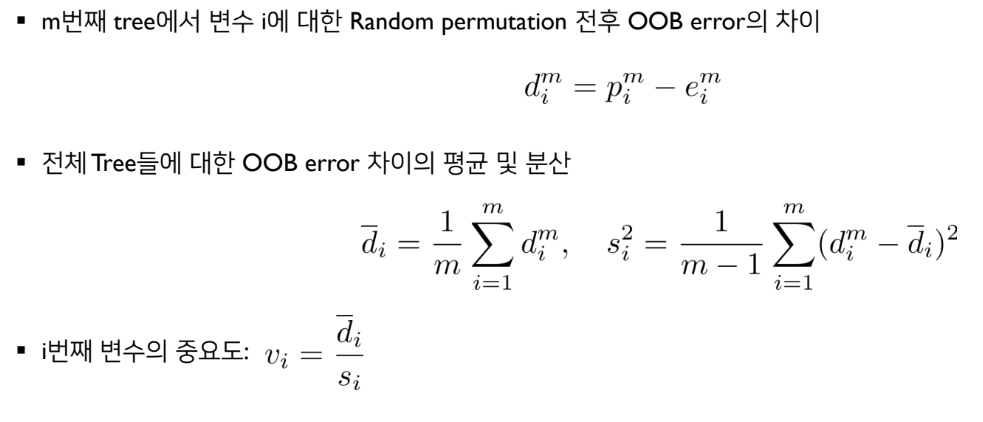 ▪ m번째 tree에서 변수 i에 대한 Random permutation 전후 OOB error의 차이
$d_i^m = p_i^m - e_i^m$
▪ 전체 Tree들에 대한 OOB error 차이의 평균 및 분산
$\overline{d}_i = \frac{1}{m} \sum_{i=1}^{m} d_i^m, \quad s_i^2 = \frac{1}{m-1} \sum_{i=1}^{m} (d_i^m - \overline{d}_i)^2$
▪ i번째 변수의 중요도: $v_i = \frac{\overline{d}_i}{s_i}$